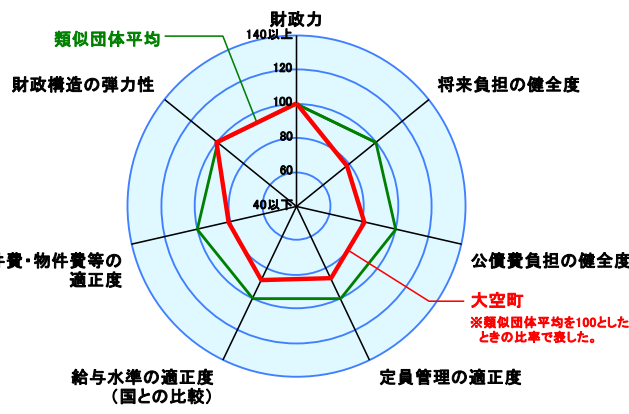 財政力
140以上
類似団体平均
120
財政構造の弾力性
将来負担の健全度
100
80
60
40以下
件費・物件費等の
適正度
公債費負担の健全度
大空町
※類似団体平均を100とした
ときの比率で表した。
給与水準の適正度
（国との比較）
定員管理の適正度